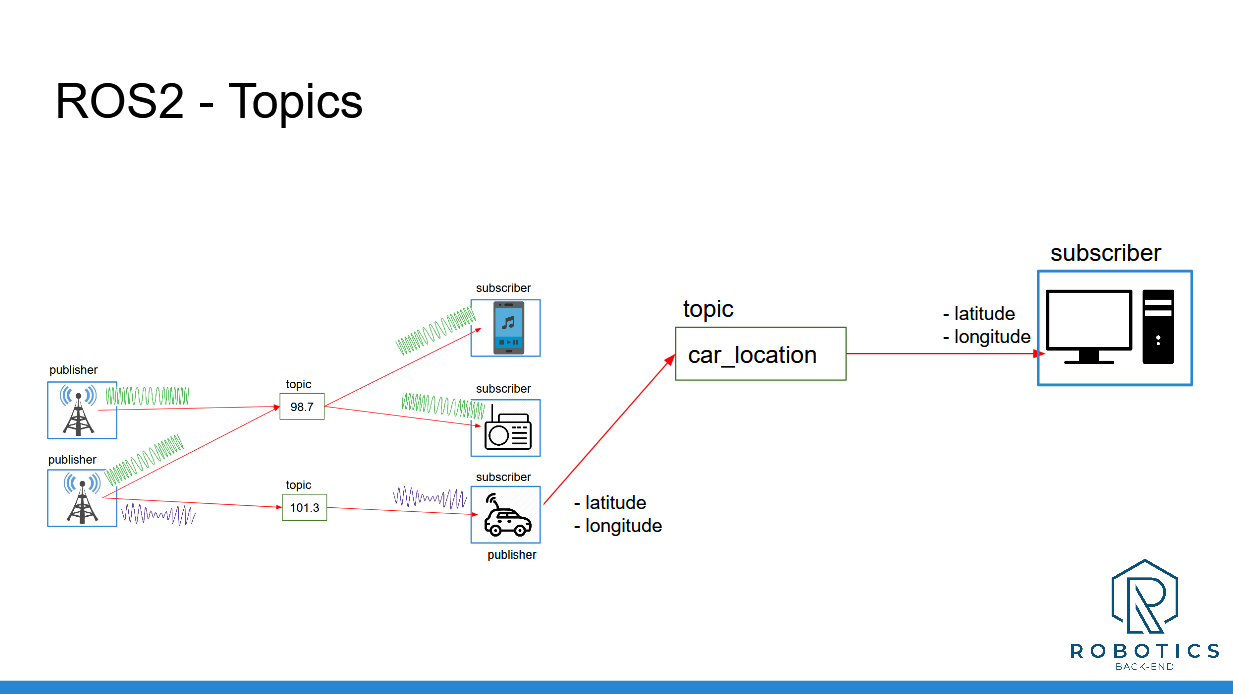 ROS2 - Topics
publisher
publisher
topic
98.7
topic
101.3
subscriber
subscriber
subscriber
publisher
- latitude
- longitude
topic
car_location
- latitude
- longitude
subscriber
ROBOTICS
BACK-END